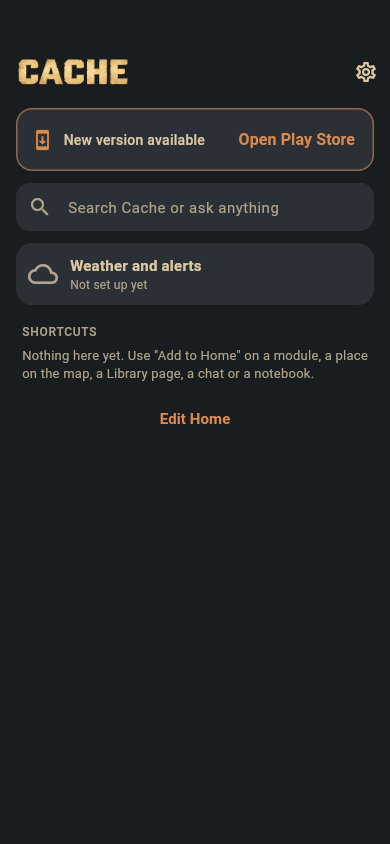 CACHE
New version available
Open Play Store
Search Cache or ask anything
Weather and alerts
Not set up yet
SHORTCUTS
Nothing here yet. Use "Add to Home" on a module, a place
on the map, a Library page, a chat or a notebook.
Edit Home